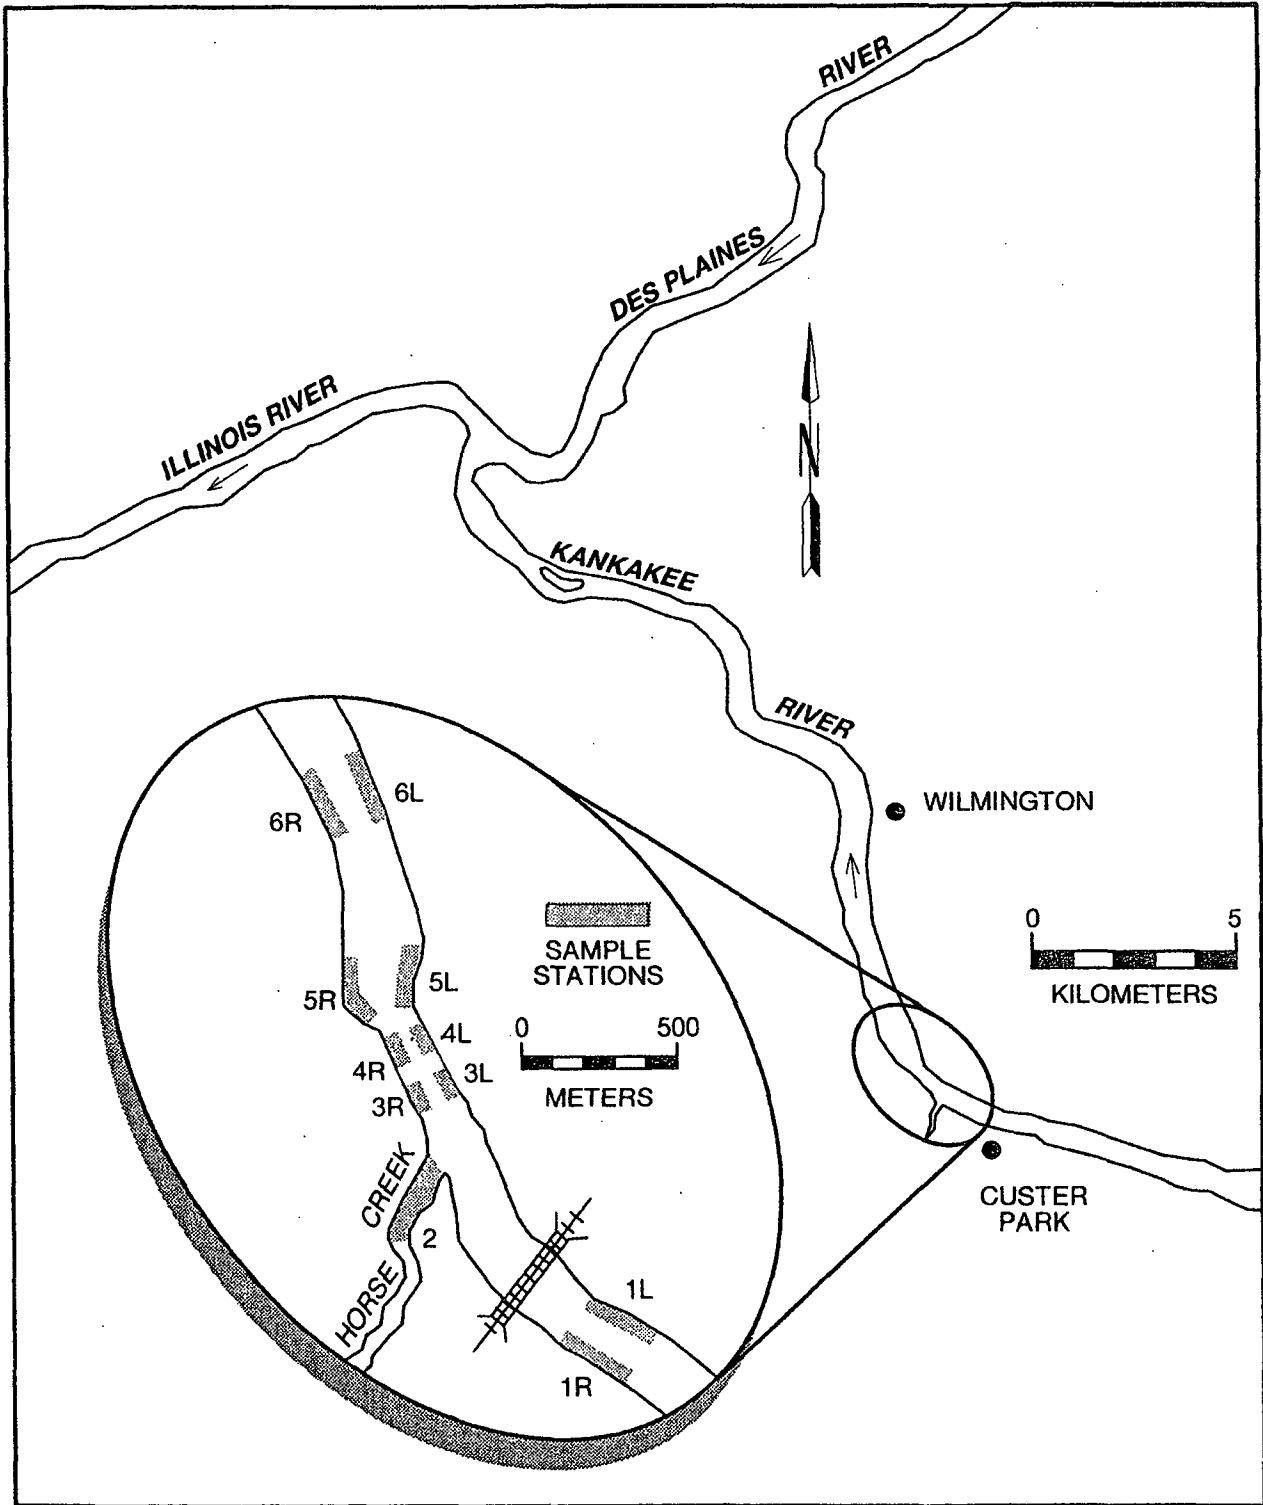 RIVER
DES PLAINES
ILLINOIS RIVER
N
KANKAKEE
RIVER
WILMINGTON
0 5
KILOMETERS
CUSTER
PARK
6L
6R
SAMPLE
STATIONS
5L
5R
0 500
METERS
4L
4R
3L
3R
CREEK
2
HORSE
1L
1R